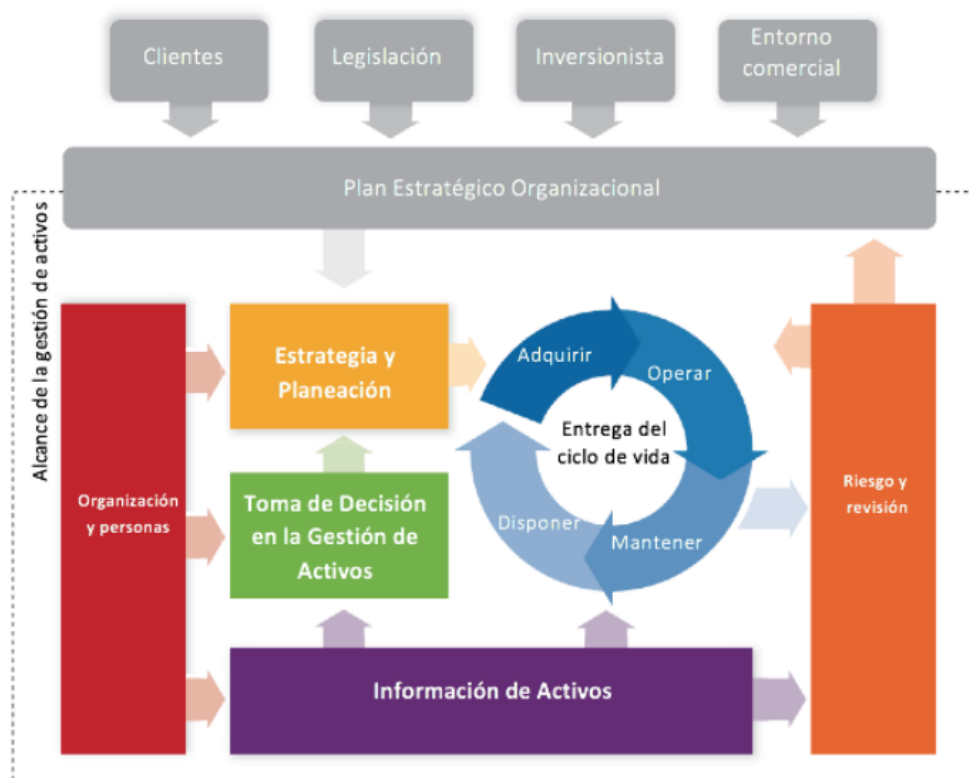 Clientes
Legislación
Inversionista
Entorno
comercial
Plan Estratégico Organizacional
Alcance de la gestión de activos
Organización
y personas
Estrategia y
Planeación
Toma de Decisión
en la Gestión de
Activos
Adquirir
Operar
Entrega del
ciclo de vida
Disponer
Mantener
Riesgo y
revisión
Información de Activos